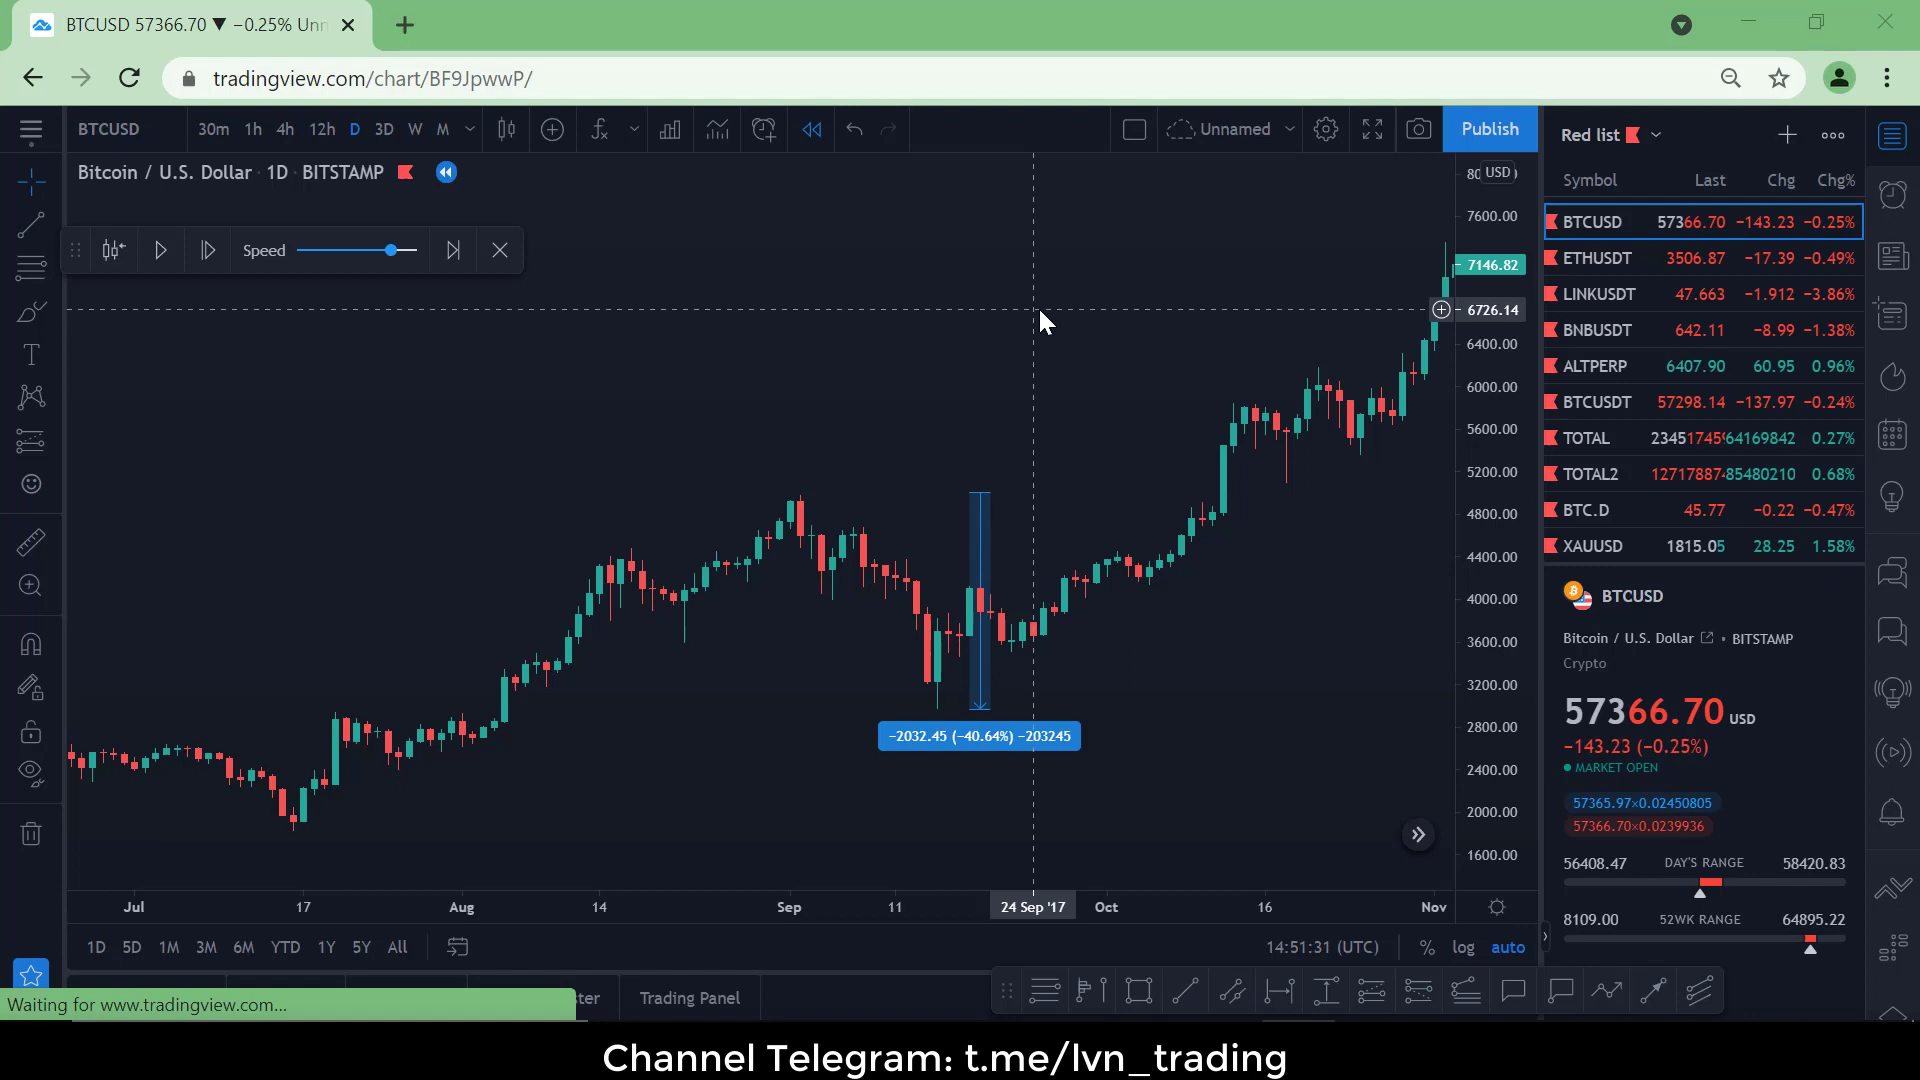 BTCUSD 57366.70 ▼ −0.25% Unn
tradingview.com/chart/BF9JpwwP/
BTCUSD 30m 1h 4h 12h D 3D W M Unnamed Publish
Bitcoin / U.S. Dollar · 1D · BITSTAMP
Speed
USD
7600.00
7146.82
6726.14
6400.00
6000.00
5600.00
5200.00
4800.00
4400.00
4000.00
3600.00
3200.00
2800.00
2400.00
2000.00
1600.00
−2032.45 (−40.64%) −203245
Jul 17 Aug 14 Sep 11 24 Sep '17 Oct 16 Nov
1D 5D 1M 3M 6M YTD 1Y 5Y All 14:51:31 (UTC) % log auto
ster Trading Panel
Waiting for www.tradingview.com...
Red list
Symbol Last Chg Chg%
BTCUSD 57366.70 −143.23 −0.25%
ETHUSDT 3506.87 −17.39 −0.49%
LINKUSDT 47.663 −1.912 −3.86%
BNBUSDT 642.11 −8.99 −1.38%
ALTPERP 6407.90 60.95 0.96%
BTCUSDT 57298.14 −137.97 −0.24%
TOTAL 0.27%
TOTAL2 0.68%
BTC.D 45.77 −0.22 −0.47%
XAUUSD 1815.05 28.25 1.58%
BTCUSD
Bitcoin / U.S. Dollar • BITSTAMP
Crypto
57366.70 USD
−143.23 (−0.25%)
MARKET OPEN
57365.97×0.02450805
57366.70×0.0239936
56408.47 DAY'S RANGE 58420.83
8109.00 52WK RANGE 64895.22
Channel Telegram: t.me/lvn_trading